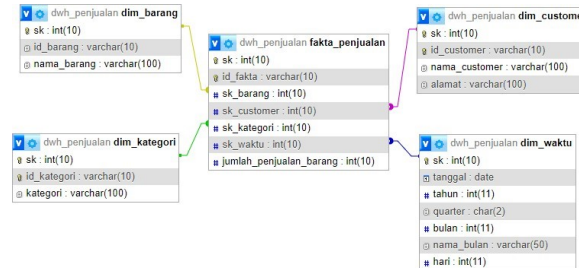 dwh_penjualan dim_barang
sk : int(10)
id_barang : varchar(10)
nama_barang : varchar(100)
dwh_penjualan fakta_penjualan
sk : int(10)
id_fakta : varchar(10)
sk_barang : int(10)
sk_customer : int(10)
sk_kategori : int(10)
sk_waktu : int(10)
jumlah_penjualan_barang : int(10)
dwh_penjualan dim_custome
sk : int(10)
id_customer : varchar(10)
nama_customer : varchar(100)
alamat : varchar(100)
dwh_penjualan dim_kategori
sk : int(10)
id_kategori : varchar(10)
kategori : varchar(100)
dwh_penjualan dim_waktu
sk : int(10)
tanggal : date
tahun : int(11)
quarter : char(2)
bulan : int(11)
nama_bulan : varchar(50)
hari : int(11)